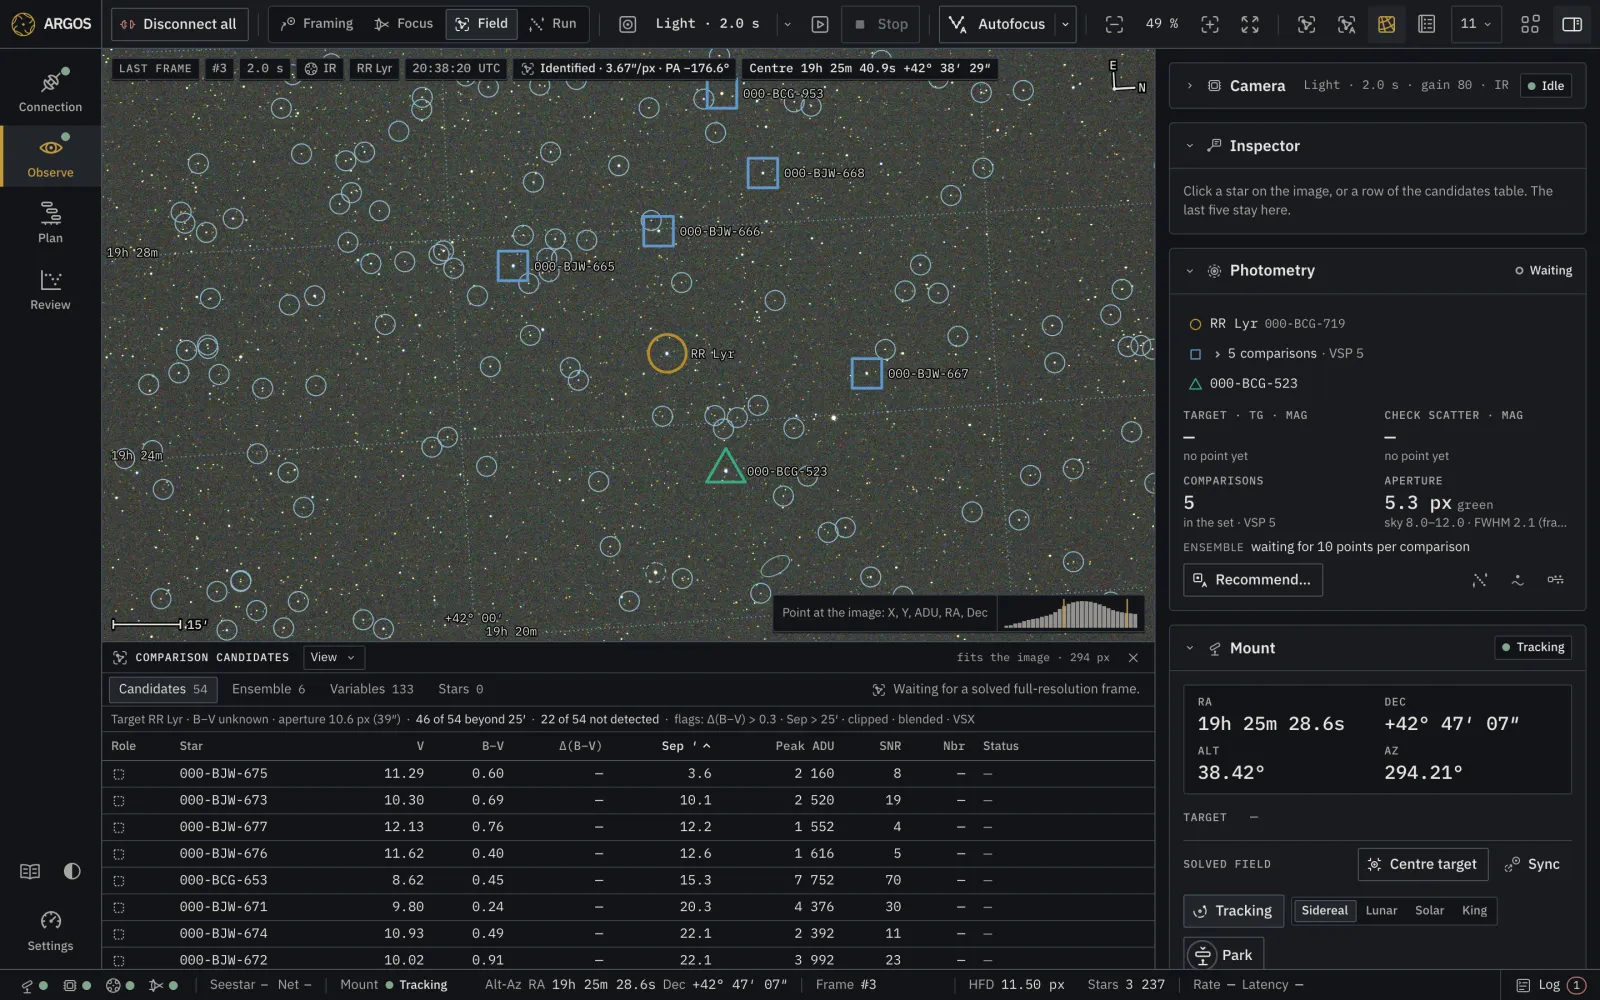 ARGOS
Disconnect all
Framing
Focus
Field
Run
Light · 2.0 s
Stop
Autofocus
49 %
11
Connection
Observe
Plan
Review
Settings
LAST FRAME
#3
2.0 s
IR
RR Lyr
20:38:20 UTC
Identified · 3.67″/px · PA −176.6°
Centre 19h 25m 40.9s +42° 38′ 29″
E
N
000-BCG-953
000-BJW-668
000-BJW-666
19h 28m
000-BJW-665
RR Lyr
000-BJW-667
19h 24m
000-BCG-523
+42° 00′
19h 20m
15′
Point at the image: X, Y, ADU, RA, Dec
COMPARISON CANDIDATES
View
fits the image · 294 px
Candidates 54
Ensemble 6
Variables 133
Stars 0
Waiting for a solved full-resolution frame.
Target RR Lyr · B−V unknown · aperture 10.6 px (39″) · 46 of 54 beyond 25′ · 22 of 54 not detected · flags: Δ(B−V) > 0.3 · Sep > 25′ · clipped · blended · VSX
Role Star V B−V Δ(B−V) Sep ′ Peak ADU SNR Nbr Status
000-BJW-675 11.29 0.60 — 3.6 2 160 8 — —
000-BJW-673 10.30 0.69 — 10.1 2 520 19 — —
000-BJW-677 12.13 0.76 — 12.2 1 552 4 — —
000-BJW-676 11.62 0.40 — 12.6 1 616 5 — —
000-BCG-653 8.62 0.45 — 15.3 7 752 70 — —
000-BJW-671 9.80 0.24 — 20.3 4 376 30 — —
000-BJW-674 10.93 0.49 — 22.1 2 392 11 — —
000-BJW-672 10.02 0.91 — 22.1 3 992 23 — —
Camera
Light · 2.0 s · gain 80 · IR
Idle
Inspector
Click a star on the image, or a row of the candidates table. The
last five stay here.
Photometry
Waiting
RR Lyr 000-BCG-719
5 comparisons · VSP 5
000-BCG-523
TARGET · TG · MAG
CHECK SCATTER · MAG
—
—
no point yet
no point yet
COMPARISONS
APERTURE
5
5.3 px green
in the set · VSP 5
sky 8.0–12.0 · FWHM 2.1 (fra…
ENSEMBLE waiting for 10 points per comparison
Recommend...
Mount
Tracking
RA
DEC
19h 25m 28.6s
+42° 47′ 07″
ALT
AZ
38.42°
294.21°
TARGET —
SOLVED FIELD
Centre target
Sync
Tracking
Sidereal
Lunar
Solar
King
Park
Seestar — Net —
Mount Tracking
Alt-Az RA 19h 25m 28.6s Dec +42° 47′ 07″
Frame #3
HFD 11.50 px
Stars 3 237
Rate — Latency —
Log 1